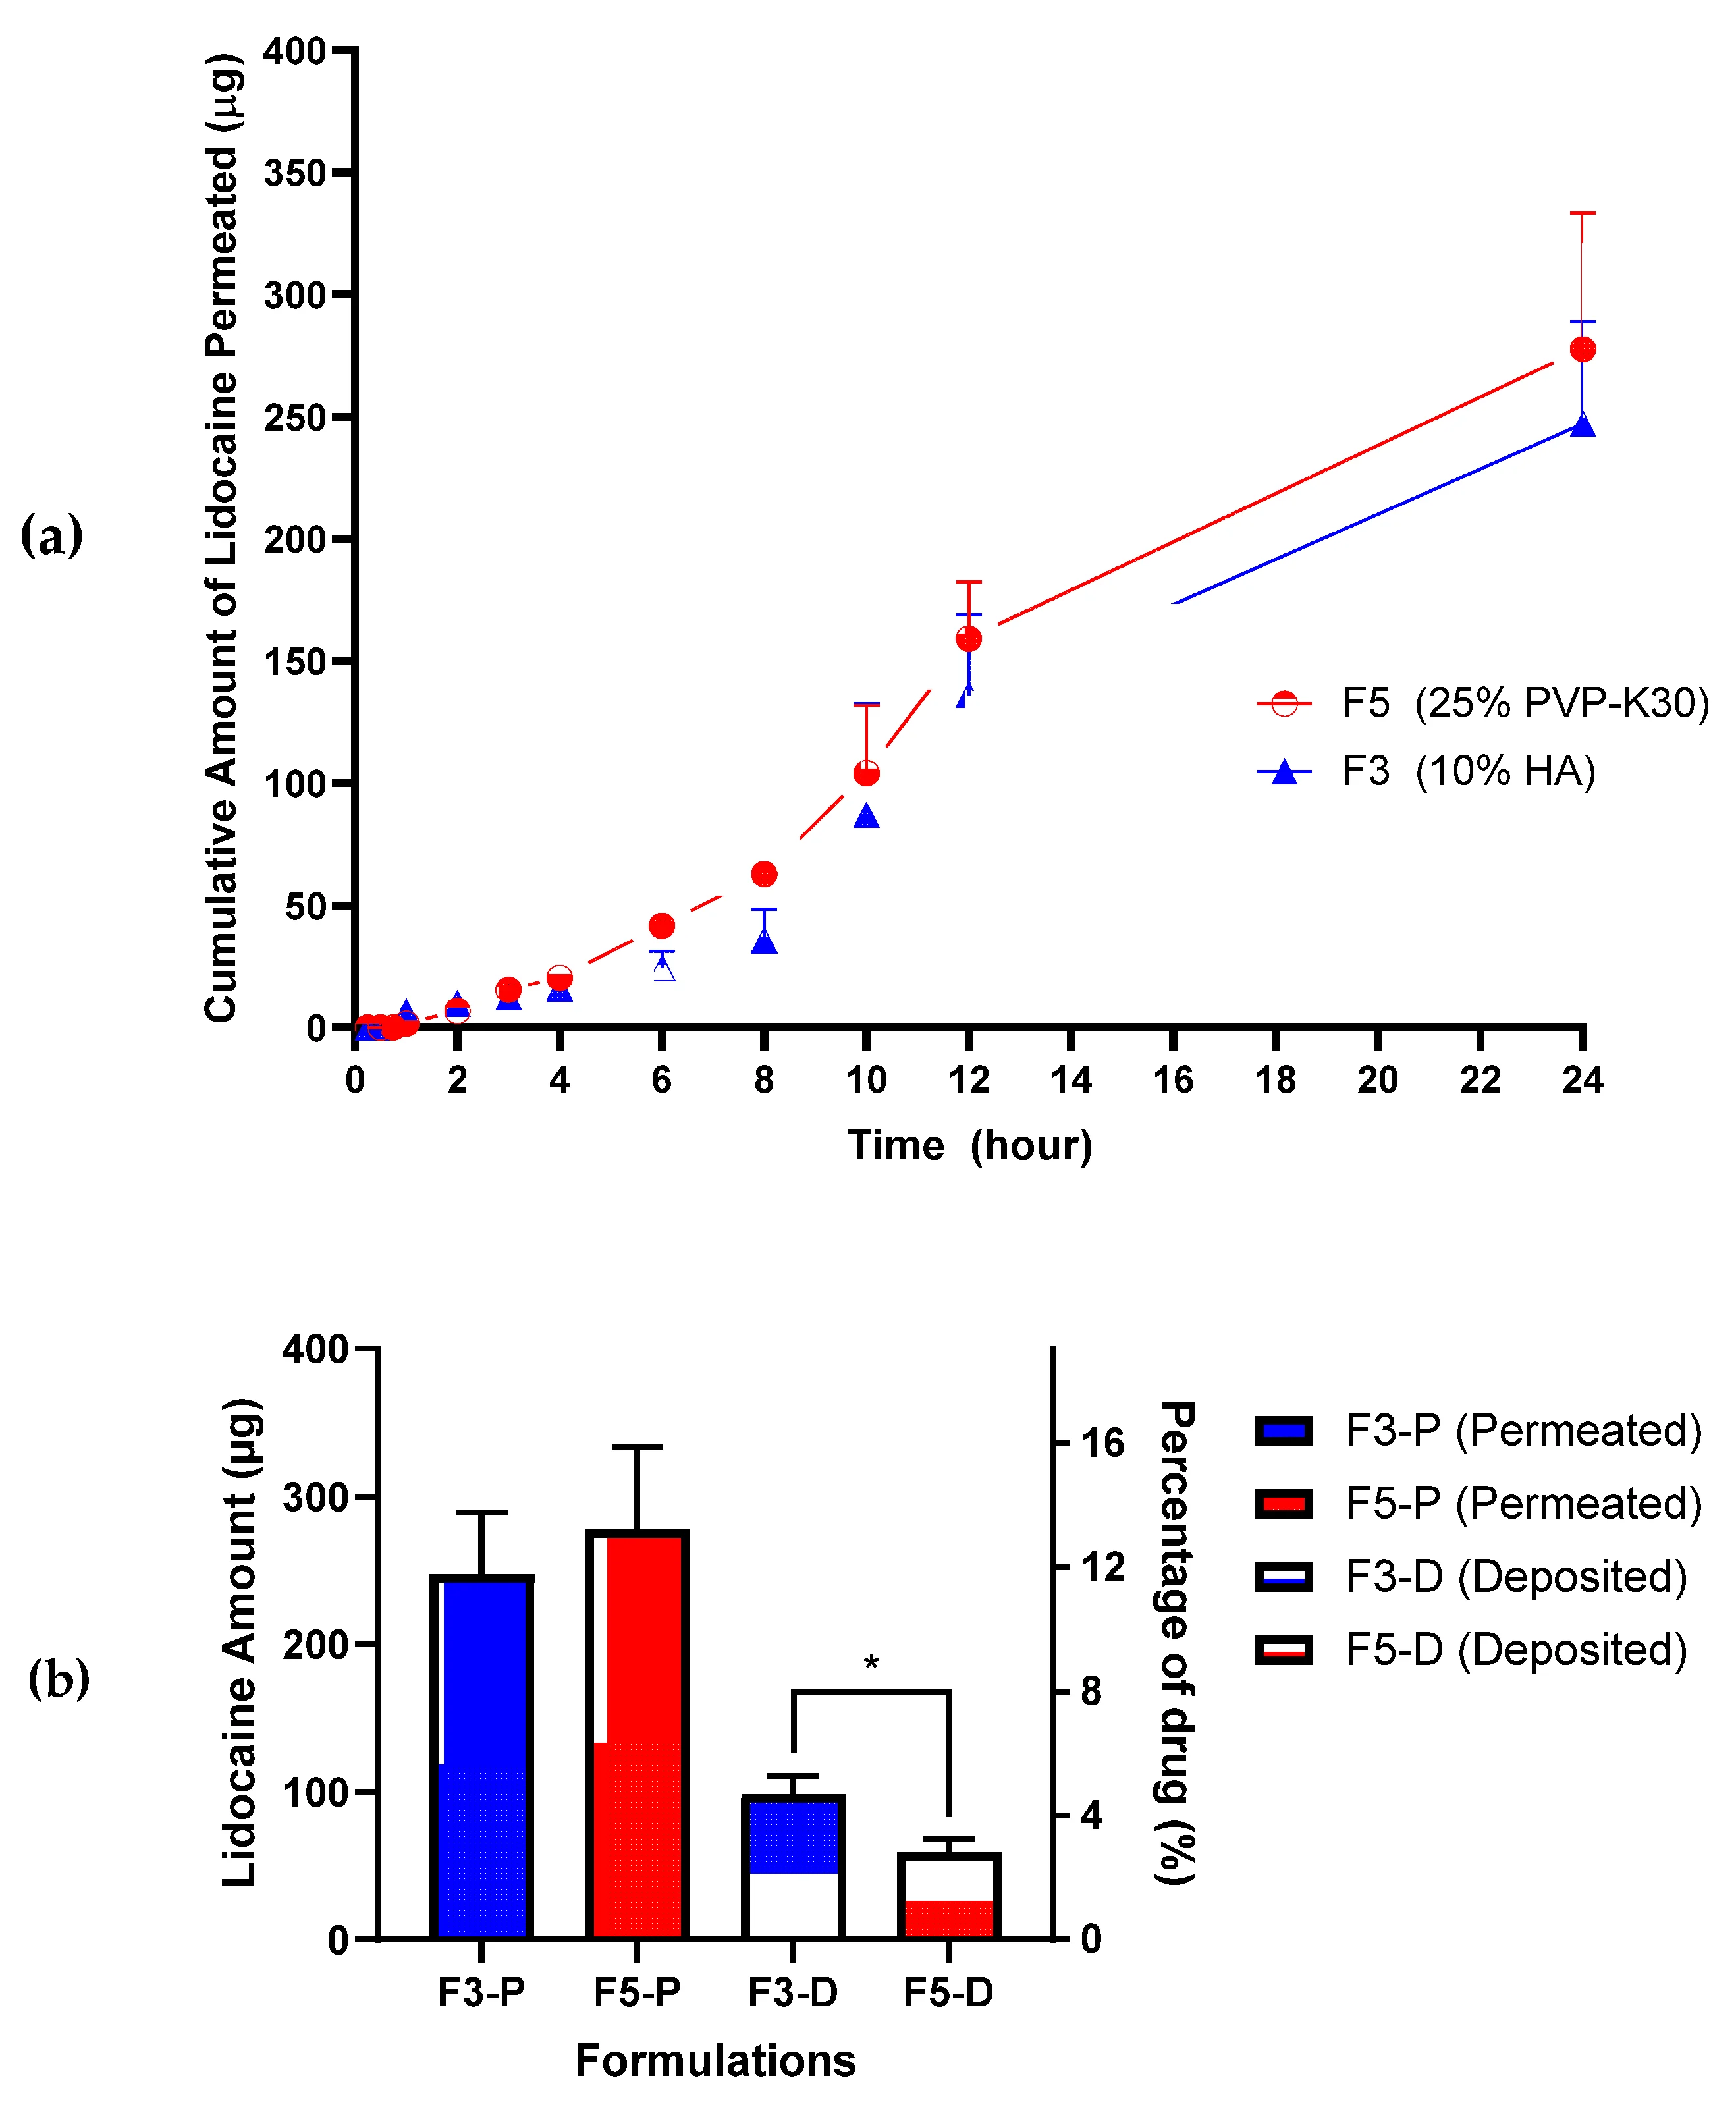 (a)
Cumulative Amount of Lidocaine Permeated (μg)
400
350
300
250
200
150
100
50
0
0 2 4 6 8 10 12 14 16 18 20 22 24
Time (hour)
F5 (25% PVP-K30)
F3 (10% HA)
(b)
Lidocaine Amount (μg)
400
300
200
100
0
*
16
12
8
4
0
Percentage of drug (%)
F3-P F5-P F3-D F5-D
Formulations
F3-P (Permeated)
F5-P (Permeated)
F3-D (Deposited)
F5-D (Deposited)